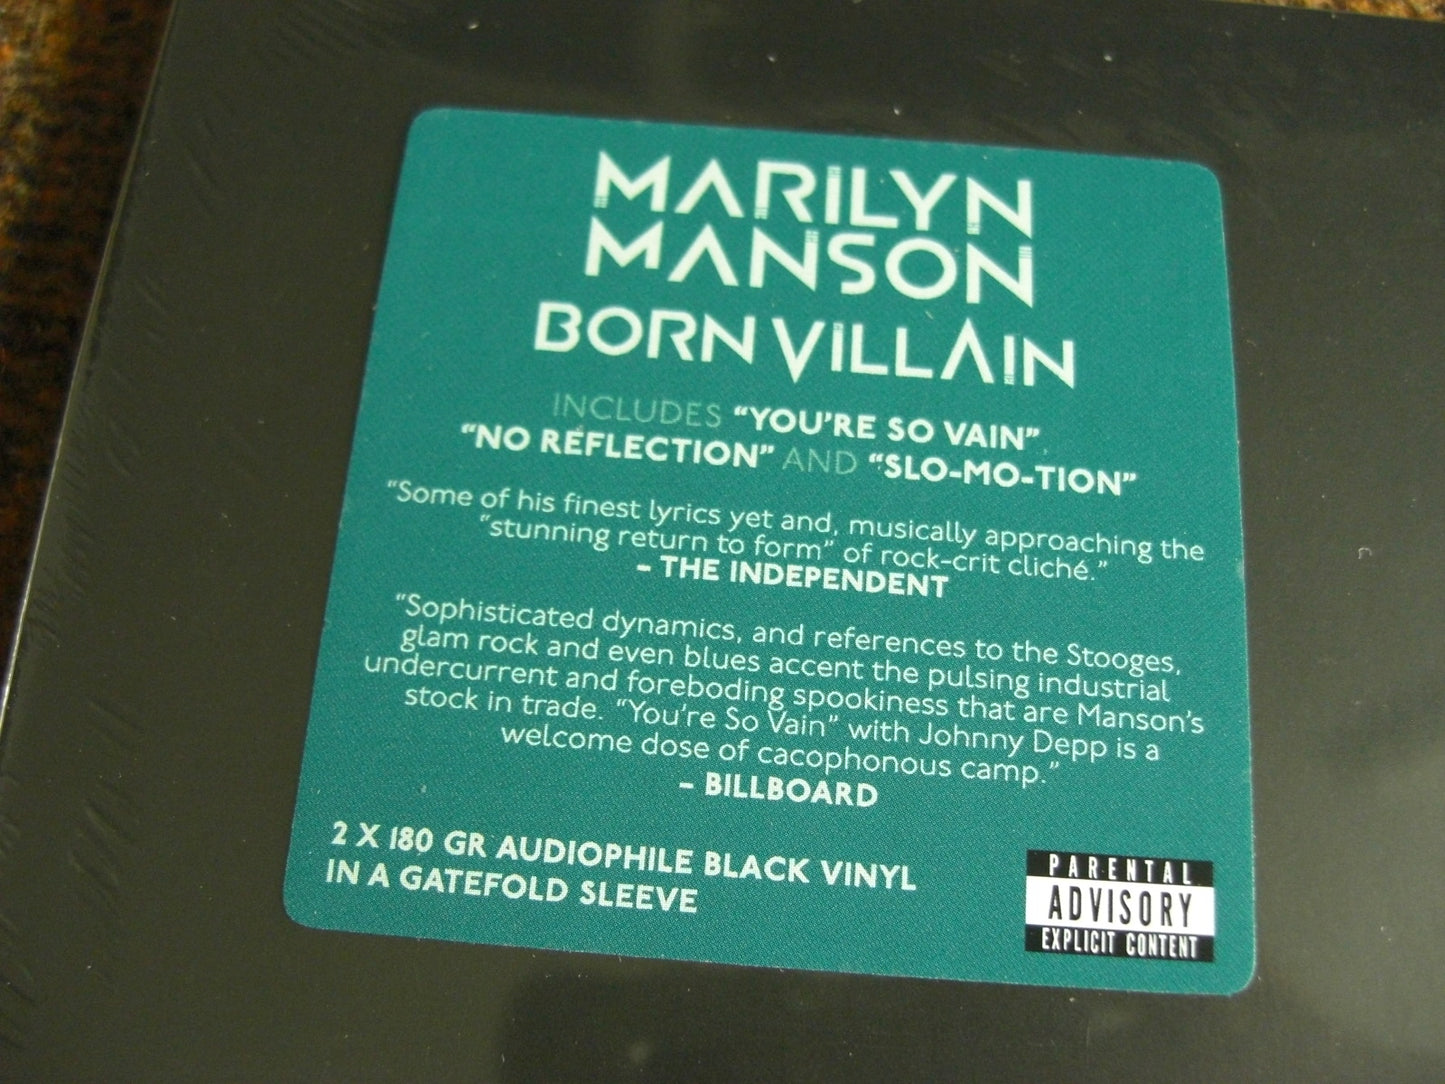 MARILYN
MANSON
BORN VILLAIN
INCLUDES “YOU’RE SO VAIN”,
“NO REFLECTION” AND “SLO-MO-TION”
“Some of his finest lyrics yet and, musically approaching the
“stunning return to form” of rock-crit cliché.”
– THE INDEPENDENT
“Sophisticated dynamics, and references to the Stooges,
glam rock and even blues accent the pulsing industrial
undercurrent and foreboding spookiness that are Manson’s
stock in trade. “You’re So Vain” with Johnny Depp is a
welcome dose of cacophonous camp.”
– BILLBOARD
2 X 180 GR AUDIOPHILE BLACK VINYL
IN A GATEFOLD SLEEVE
PARENTAL
ADVISORY
EXPLICIT CONTENT